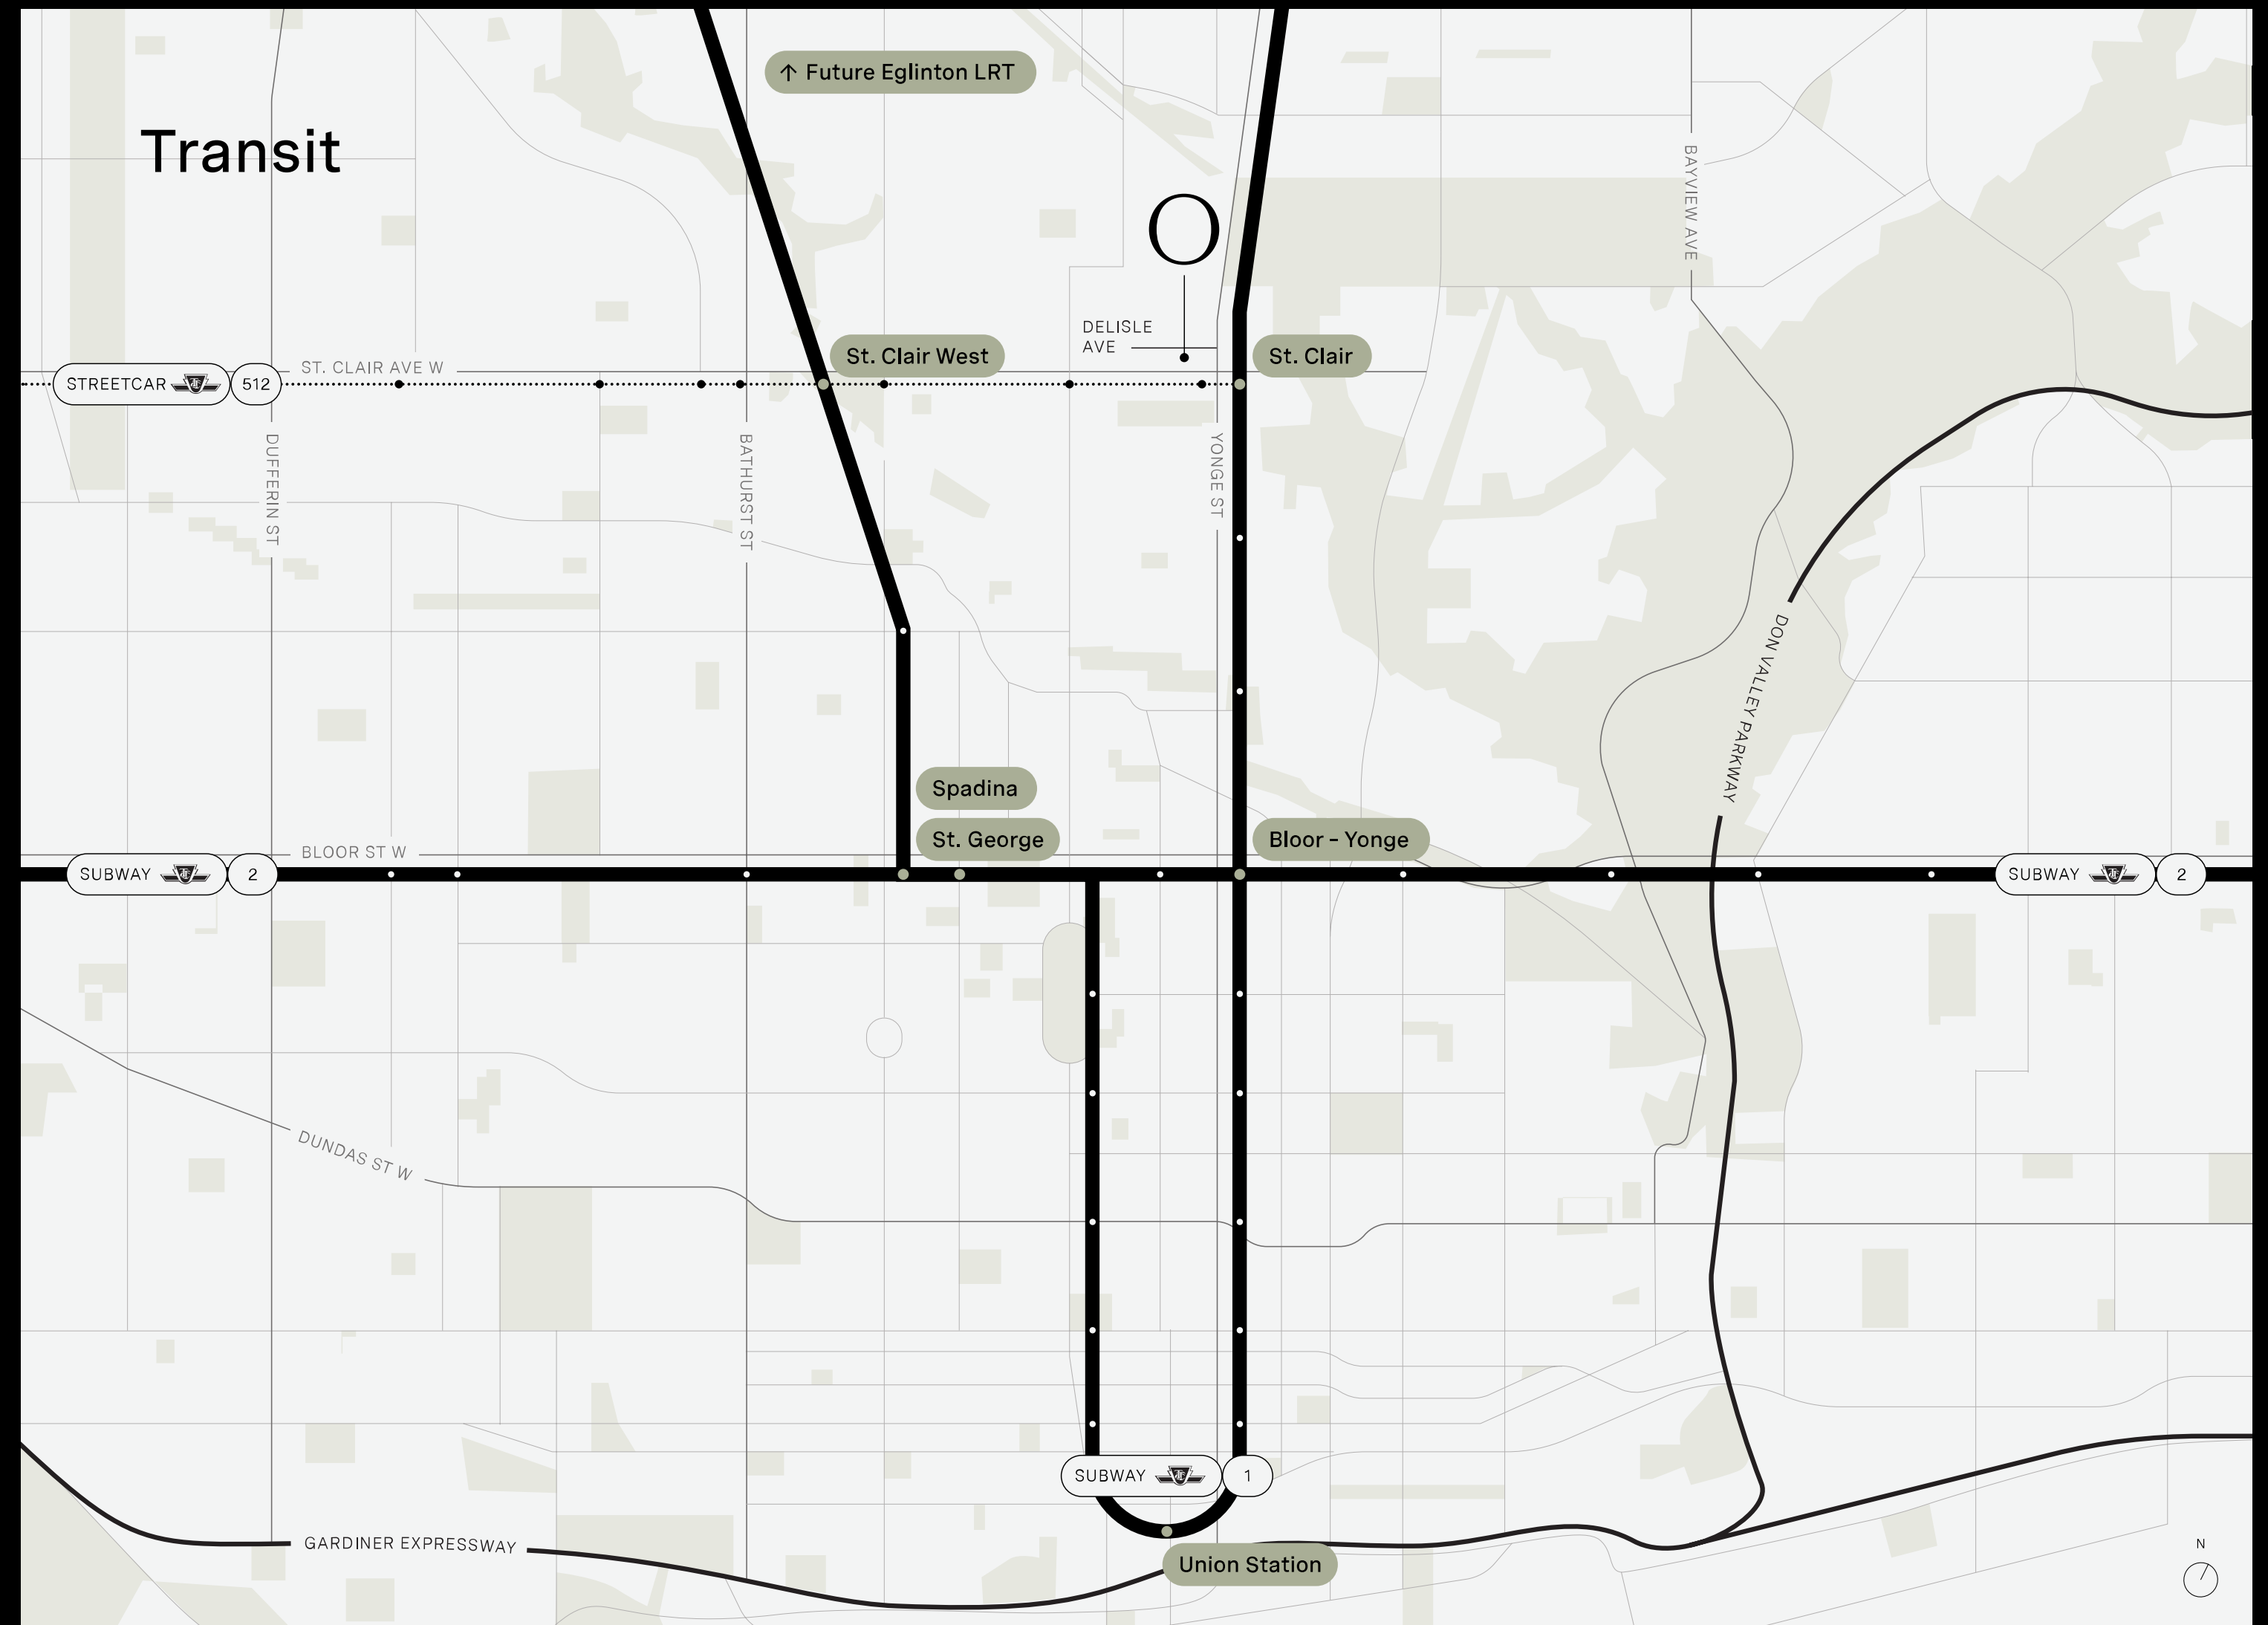 ↑ Future Eglinton LRT
Transit
BAYVIEW AVE
O
DELISLE
AVE
St. Clair West
St. Clair
ST. CLAIR AVE W
STREETCAR
512
DUFFERIN ST
BATHURST ST
YONGE ST
DON VALLEY PARKWAY
Spadina
St. George
Bloor - Yonge
BLOOR ST W
SUBWAY
2
SUBWAY
2
DUNDAS ST W
SUBWAY
1
GARDINER EXPRESSWAY
Union Station
N